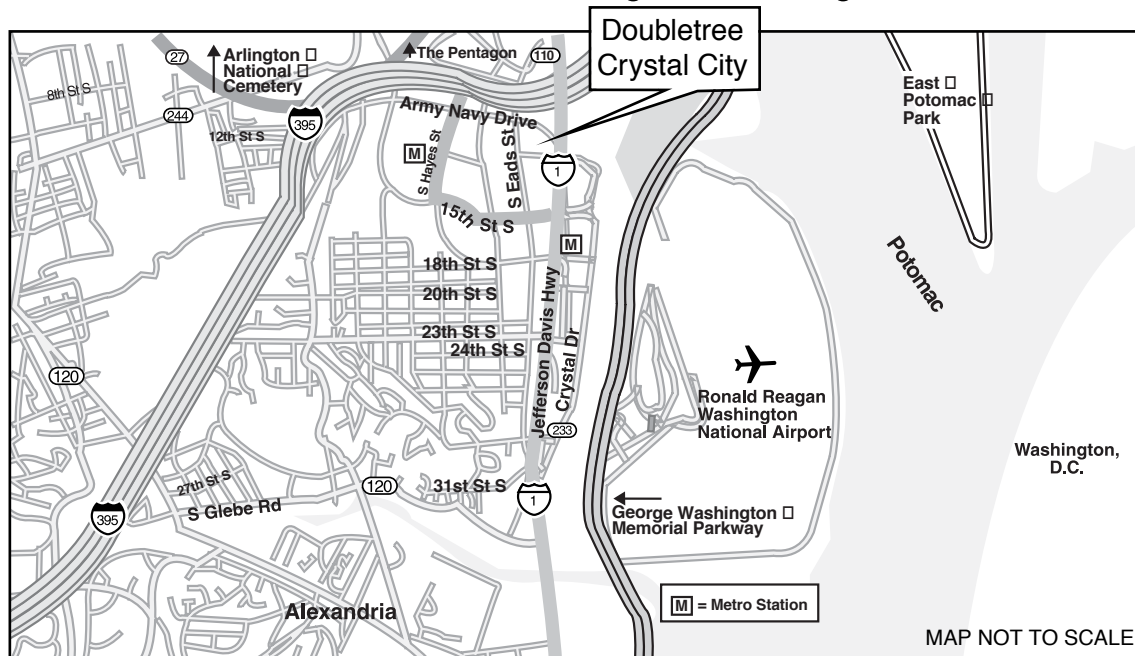 Doubletree
Crystal City
27
Arlington
National
Cemetery
The Pentagon
110
East
Potomac
Park
8th St S
244
12th St S
395
Army Navy Drive
M
S Hayes St
S Eads St
1
15th St S
M
18th St S
20th St S
23th St S
24th St S
Jefferson Davis Hwy
Crystal Dr
Potomac
120
Ronald Reagan
Washington
National Airport
233
Washington,
D.C.
27th St S
120
31st St S
1
S Glebe Rd
395
George Washington
Memorial Parkway
Alexandria
M = Metro Station
MAP NOT TO SCALE